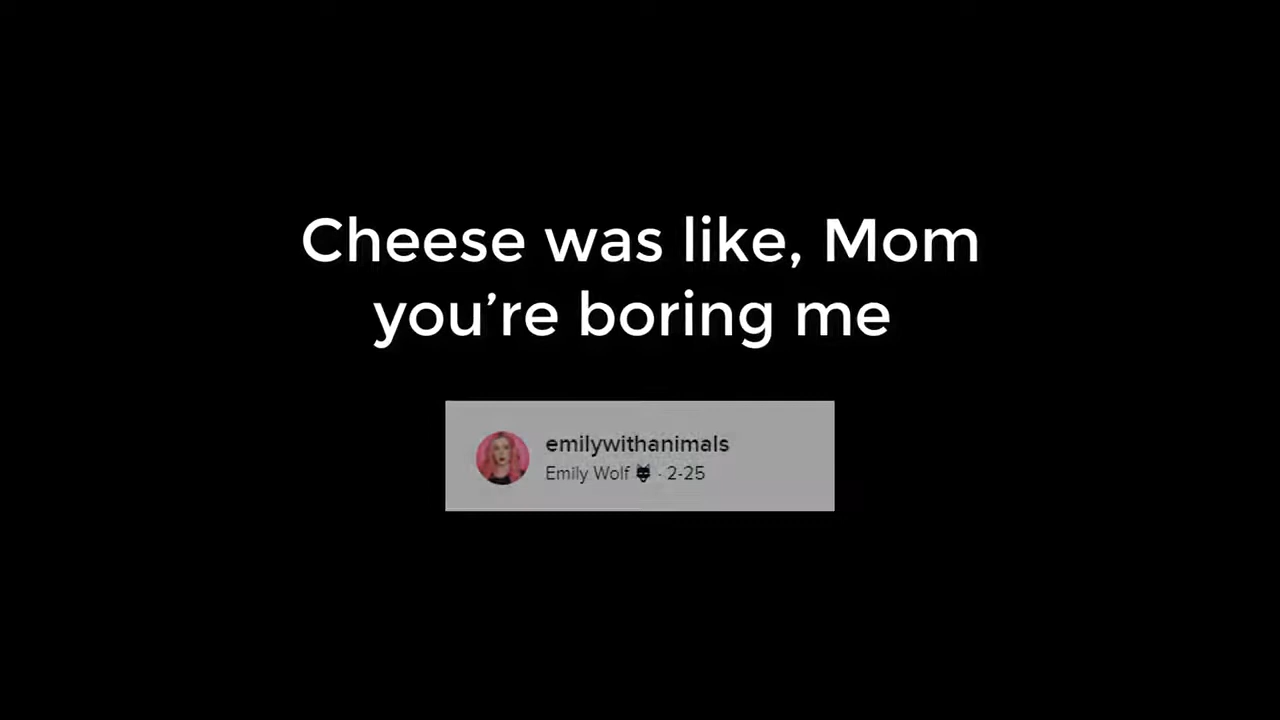 Cheese was like, Mom
you’re boring me
emilywithanimals
Emily Wolf 🐺 · 2-25